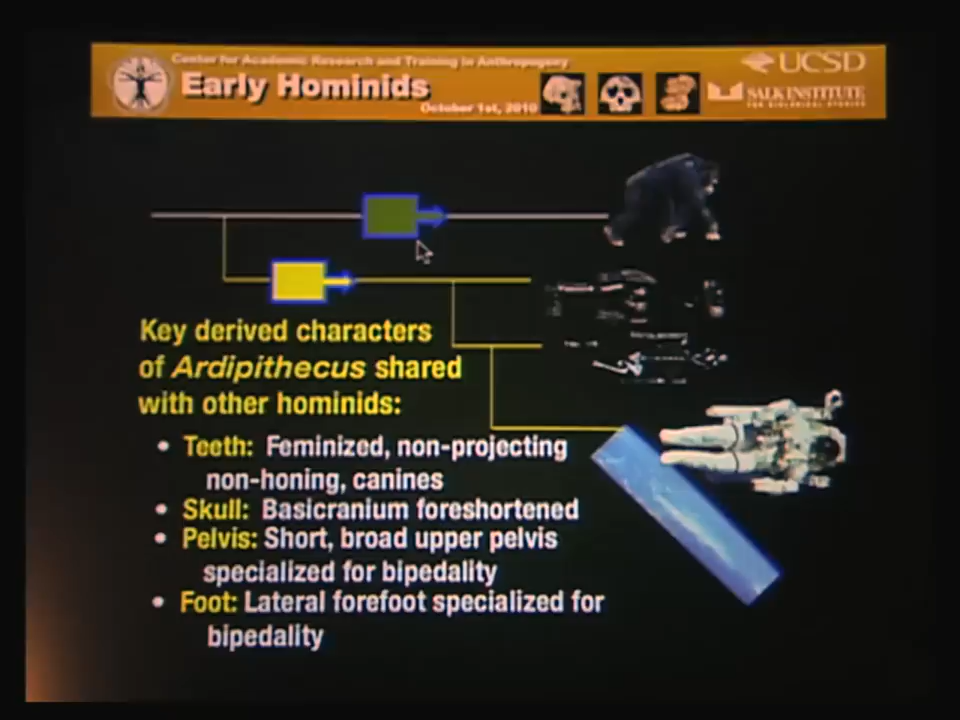 Center for Academic Research and Training in Anthropogeny
Early Hominids
October 1st, 2010
UCSD
SALK INSTITUTE
FOR BIOLOGICAL STUDIES
Key derived characters
of Ardipithecus shared
with other hominids:
• Teeth: Feminized, non-projecting
non-honing, canines
• Skull: Basicranium foreshortened
• Pelvis: Short, broad upper pelvis
specialized for bipedality
• Foot: Lateral forefoot specialized for
bipedality